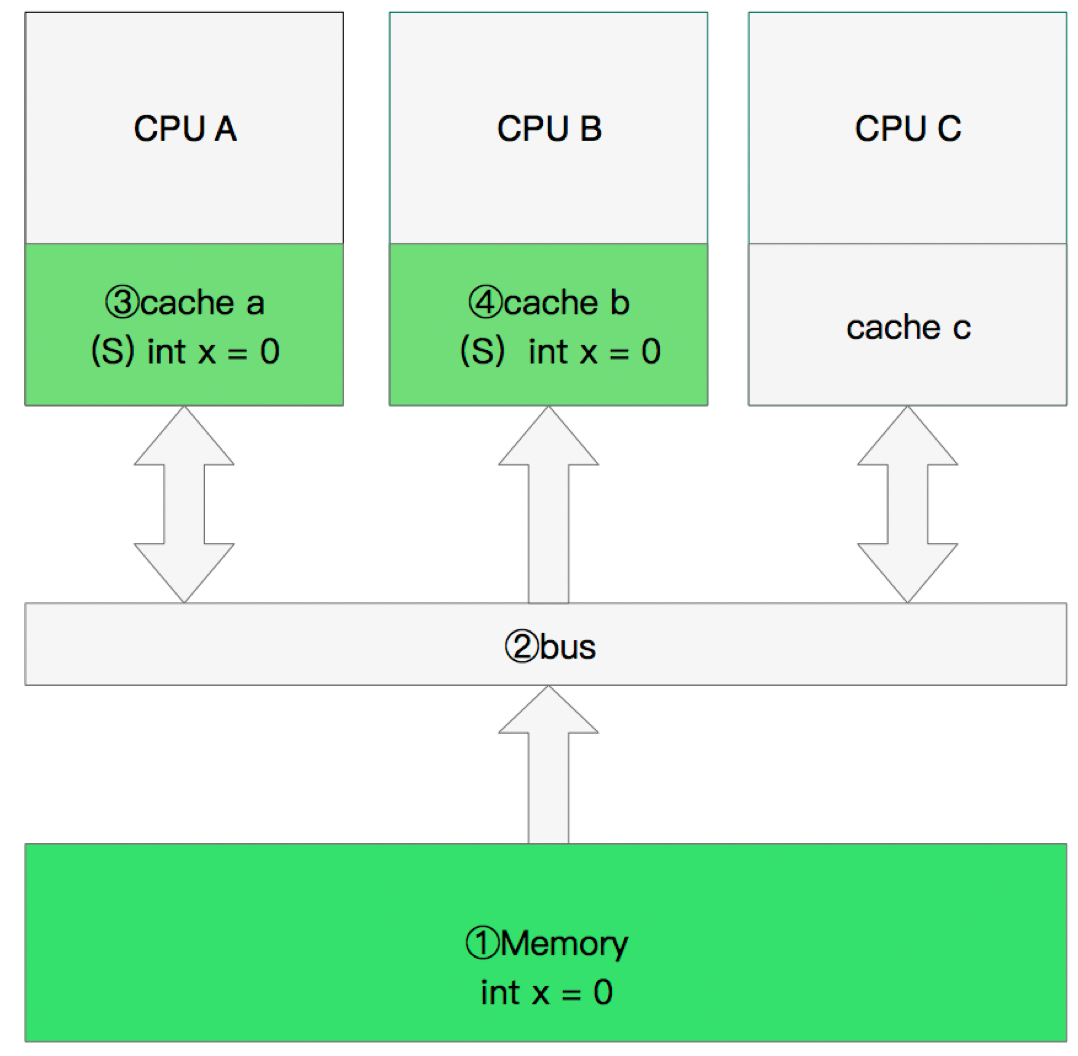 CPU A
CPU B
CPU C
③cache a
(S) int x = 0
④cache b
(S)  int x = 0
cache c
②bus
①Memory
int x = 0